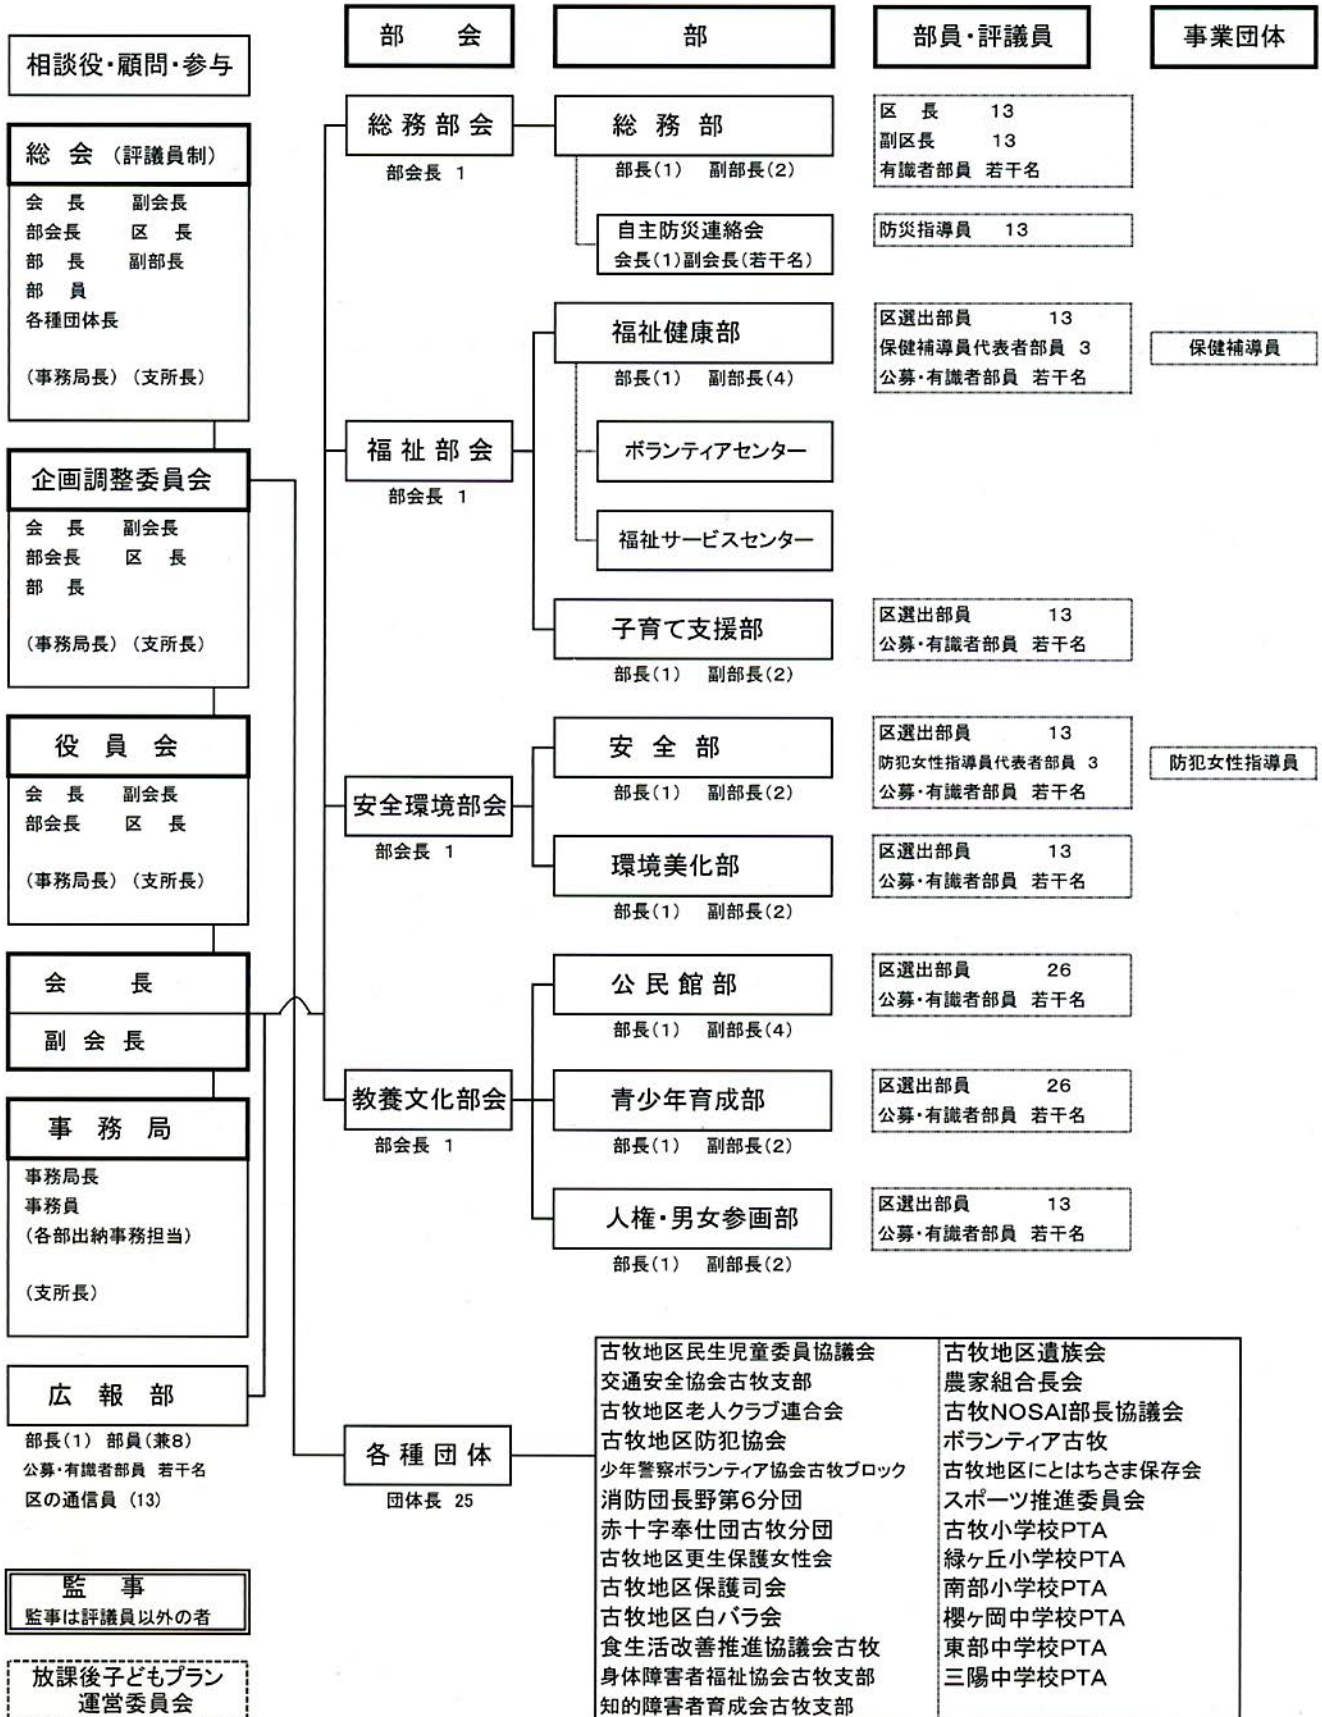 相談役・顧問・参与
総 会 (評議員制)
会 長 副会長
部会長 区 長
部 長 副部長
部 員
各種団体長
(事務局長) (支所長)
企画調整委員会
会 長 副会長
部会長 区 長
部 長
(事務局長) (支所長)
役 員 会
会 長 副会長
部会長 区 長
(事務局長) (支所長)
会 長
副 会 長
事 務 局
事務局長
事務員
(各部出納事務担当)
(支所長)
広 報 部
部長(1) 部員(兼8)
公募・有識者部員 若干名
区の通信員 (13)
監 事
監事は評議員以外の者
放課後子どもプラン
運営委員会
部 会
総務部会
部会長 1
福祉部会
部会長 1
安全環境部会
部会長 1
教養文化部会
部会長 1
各種団体
団体長 25
部
総 務 部
部長(1) 副部長(2)
自主防災連絡会
会長(1)副会長(若干名)
福祉健康部
部長(1) 副部長(4)
ボランティアセンター
福祉サービスセンター
子育て支援部
部長(1) 副部長(2)
安 全 部
部長(1) 副部長(2)
環境美化部
部長(1) 副部長(2)
公民館部
部長(1) 副部長(4)
青少年育成部
部長(1) 副部長(2)
人権・男女参画部
部長(1) 副部長(2)
部員・評議員
区 長 13
副区長 13
有識者部員 若干名
防災指導員 13
区選出部員 13
保健補導員代表者部員 3
公募・有識者部員 若干名
区選出部員 13
公募・有識者部員 若干名
区選出部員 13
防犯女性指導員代表者部員 3
公募・有識者部員 若干名
区選出部員 13
公募・有識者部員 若干名
区選出部員 26
公募・有識者部員 若干名
区選出部員 26
公募・有識者部員 若干名
区選出部員 13
公募・有識者部員 若干名
事業団体
保健補導員
防犯女性指導員
古牧地区民生児童委員協議会
交通安全協会古牧支部
古牧地区老人クラブ連合会
古牧地区防犯協会
少年警察ボランティア協会古牧ブロック
消防団長野第6分団
赤十字奉仕団古牧分団
古牧地区更生保護女性会
古牧地区保護司会
古牧地区白バラ会
食生活改善推進協議会古牧
身体障害者福祉協会古牧支部
知的障害者育成会古牧支部
古牧地区遺族会
農家組合長会
古牧NOSAI部長協議会
ボランティア古牧
古牧地区にとはちさま保存会
スポーツ推進委員会
古牧小学校PTA
緑ヶ丘小学校PTA
南部小学校PTA
櫻ヶ岡中学校PTA
東部中学校PTA
三陽中学校PTA